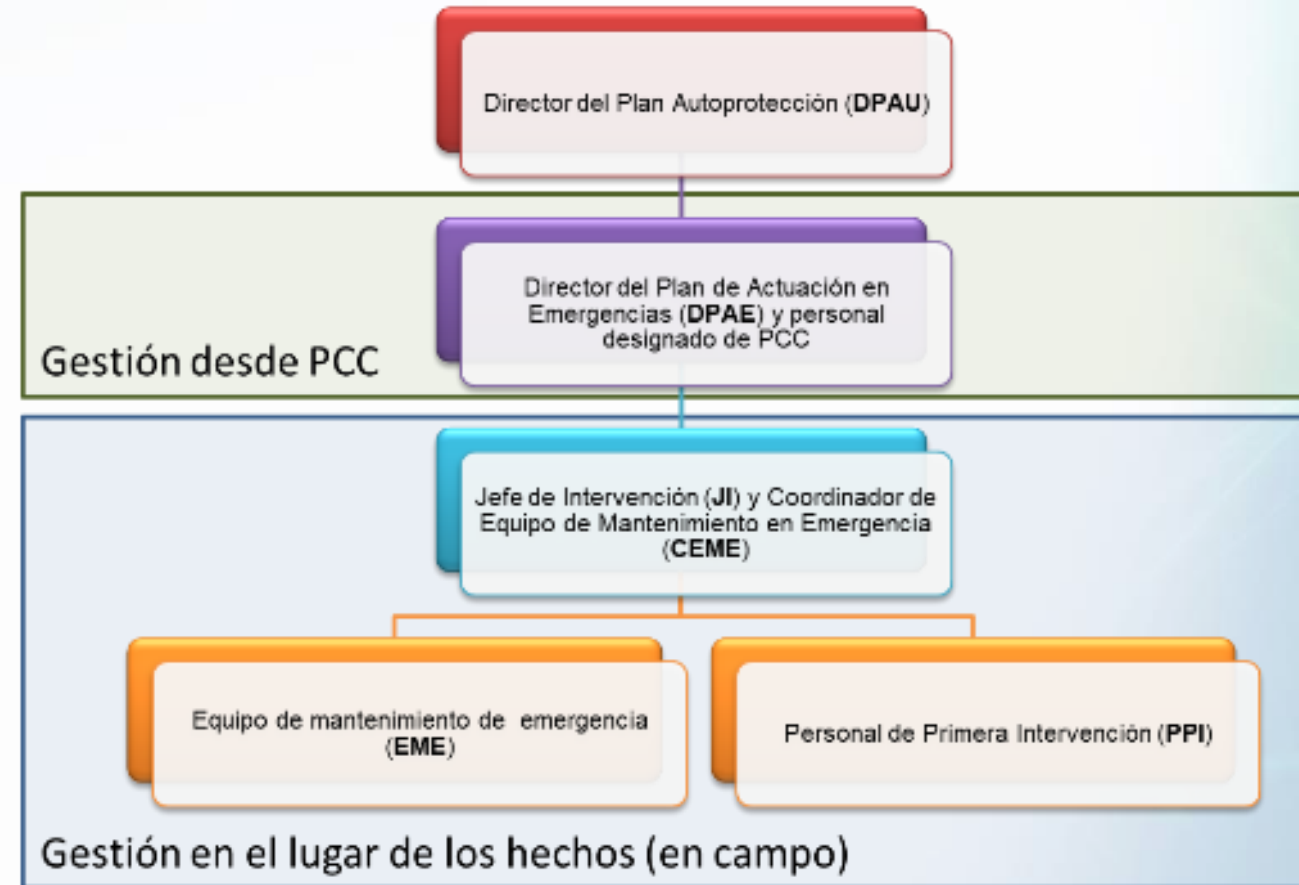 Director del Plan Autoprotección (DPAU)
Director del Plan de Actuación en
Emergencias (DPAE) y personal
designado de PCC
Gestión desde PCC
Jefe de Intervención (JI) y Coordinador de
Equipo de Mantenimiento en Emergencia
(CEME)
Equipo de mantenimiento de emergencia
(EME)
Personal de Primera Intervención (PPI)
Gestión en el lugar de los hechos (en campo)